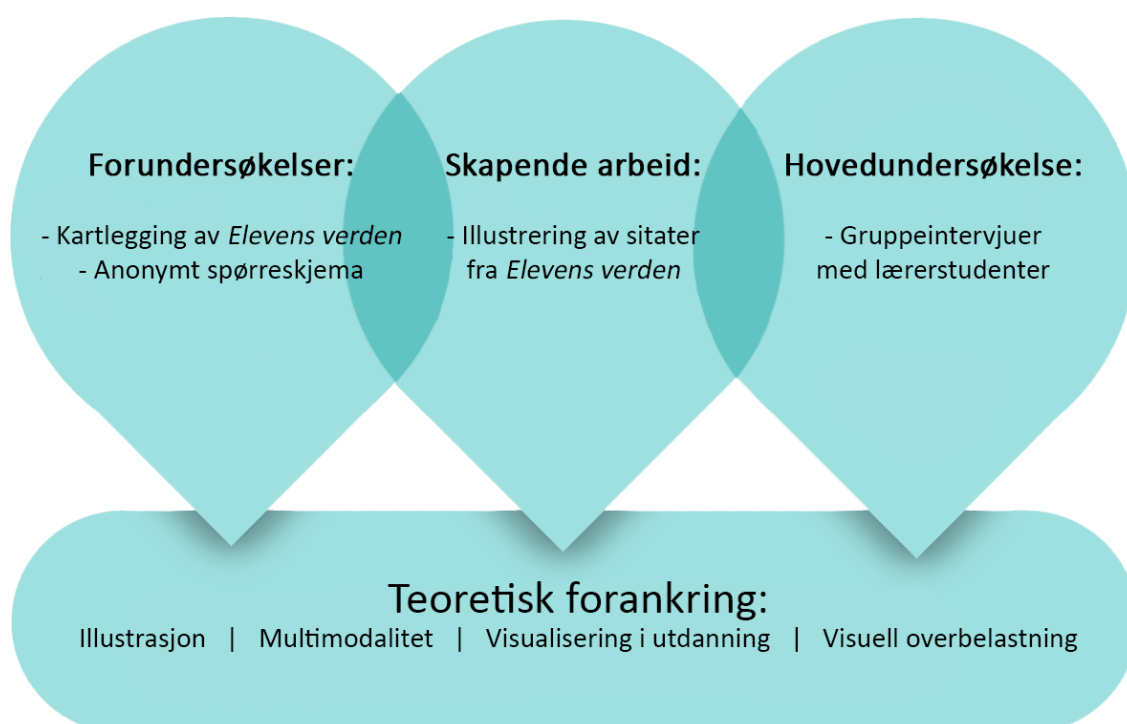 Forundersøkelser:
- Kartlegging av Elevens verden
- Anonymt spørreskjema
Skapende arbeid:
- Illustrering av sitater
fra Elevens verden
Hovedundersøkelse:
- Gruppeintervjuer
med lærerstudenter
Teoretisk forankring:
Illustrasjon | Multimodalitet | Visualisering i utdanning | Visuell overbelastning